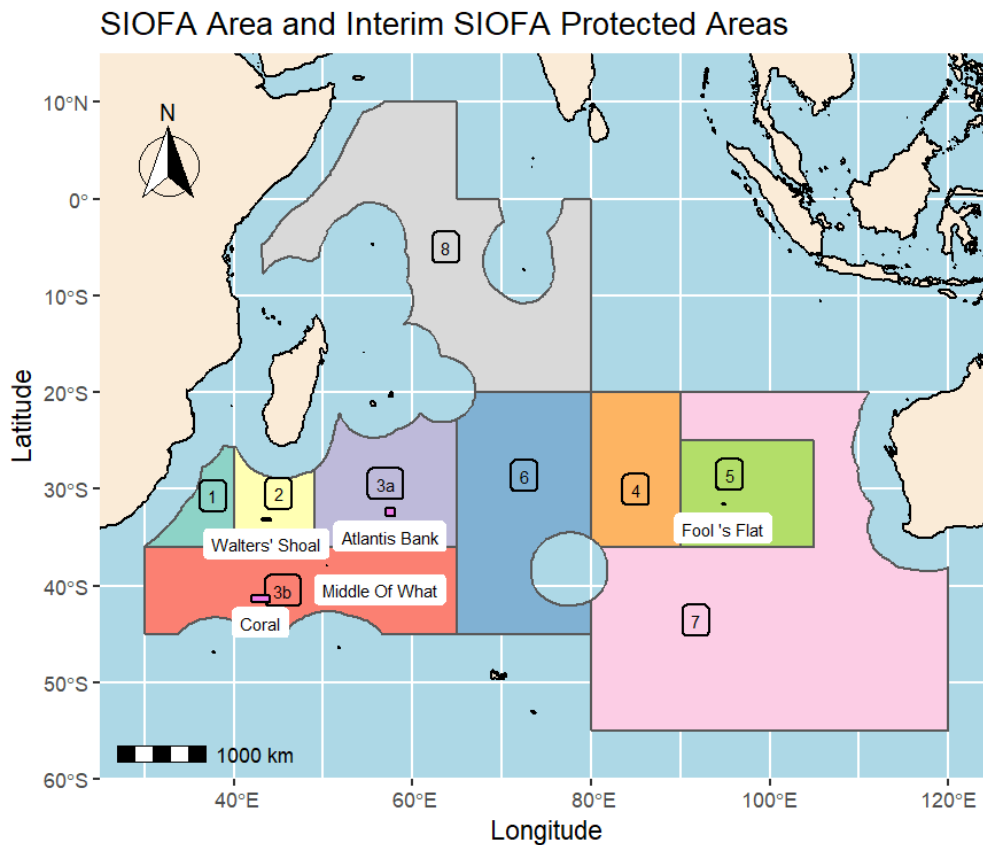 SIOFA Area and Interim SIOFA Protected Areas
10°N
N
0°
8
10°S
20°S
Latitude
30°S
1
2
3a
6
4
5
Walters' Shoal
Atlantis Bank
Fool 's Flat
40°S
3b
Middle Of What
Coral
7
50°S
1000 km
60°S
40°E
60°E
80°E
100°E
120°E
Longitude